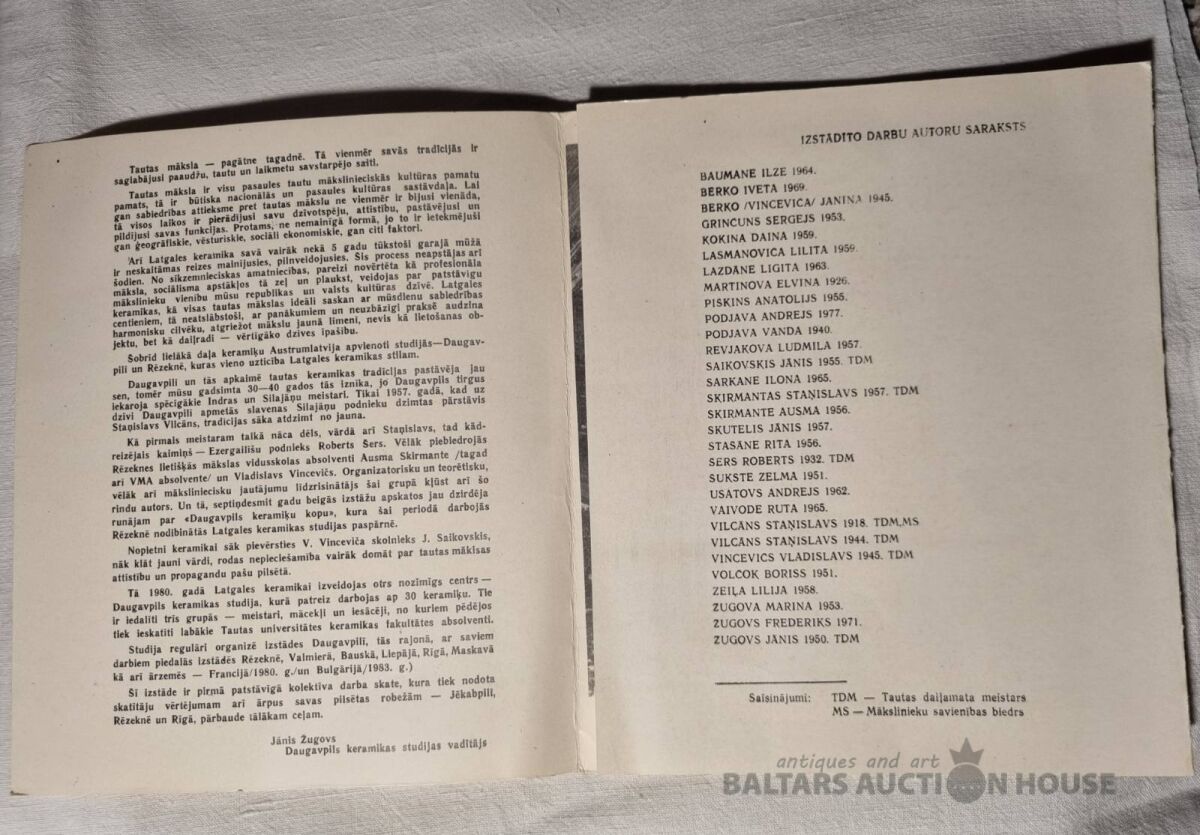 Tautas māksla — pagātne tagadnē. Tā vienmēr savās tradīcijās ir
saglabājusi paaudžu, tautu un laikmetu savstarpējo saiti.
Tautas māksla ir visu pasaules tautu mākslinieciskās kultūras pamatu
pamats, tā ir būtiska nacionālās un pasaules kultūras sastāvdaļa. Lai
gan sabiedrības attieksme pret tautas mākslu ne vienmēr ir bijusi vienāda,
tā visos laikos ir pierādījusi savu dzīvotspēju, attīstību, pastāvējusi un
pildījusi savas funkcijas. Protams, ne nemainīgā formā, jo to ir ietekmējuši
gan ģeogrāfiskie, vēsturiskie, sociāli ekonomiskie, gan citi faktori.
Arī Latgales keramika savā vairāk nekā 5 gadu tūkstoši garajā mūžā
ir neskaitāmas reizes mainījusies, pilnveidojusies. Šis process neapstājas arī
šodien. No sīkzemnieciskas amatniecības, pareizi novērtēta kā profesionāla
māksla, sociālisma apstākļos tā zeļ un plaukst, veidojas par patstāvīgu
mākslinieku vienību mūsu republikas un valsts kultūras dzīvē. Latgales
keramikas, kā visas tautas mākslas ideāli saskan ar mūsdienu sabiedrības
centieniem, tā neatslābstoši, ar panākumiem un neuzbāzīgi praksē audzina
harmonisku cilvēku, atgriežot mākslu jaunā līmenī, nevis kā lietošanas ob-
jektu, bet kā daiļradi — vērtīgāko dzīves īpašību.
Šobrīd lielākā daļa keramiķu Austrumlatvijā apvienoti studijās—Daugav-
pilī un Rēzeknē, kuras vieno uzticība Latgales keramikas stilam.
Daugavpilī un tās apkaimē tautas keramikas tradīcijas pastāvēja jau
sen, tomēr mūsu gadsimta 30—40 gados tās iznika, jo Daugavpils tirgus
iekaroja spēcīgākie Indras un Silajāņu meistari. Tikai 1957. gadā, kad uz
dzīvi Daugavpilī apmetās slavenas Silajāņu podnieku dzimtas pārstāvis
Staņislavs Vilcāns, tradīcijas sāka atdzimt no jauna.
Kā pirmais meistaram talkā nāca dēls, vārdā arī Staņislavs, tad kād-
reizējais kaimiņš — Ezergailišu podnieks Roberts Šers. Vēlāk piebiedrojās
Rēzeknes lietišķās mākslas vidusskolas absolventi Ausma Skirmante /tagad
arī VMA absolvente/ un Vladislavs Vincevičs. Organizatorisku un teorētisku,
vēlāk arī māksliniecisku jautājumu līdzrisinātājs šai grupā kļūst arī šo
rindu autors. Un tā, septiņdesmit gadu beigās izstāžu apskatos jau dzirdēja
runājam par «Daugavpils keramiķu kopu», kura šai periodā darbojās
Rēzeknē nodibinātās Latgales keramikas studijas paspārnē.
Nopietni keramikai sāk pievērsties V. Vinceviča skolnieks J. Saikovskis,
nāk klāt jauni vārdi, rodas nepieciešamība vairāk domāt par tautas mākslas
attīstību un propagandu pašu pilsētā.
Tā 1980. gadā Latgales keramikai izveidojas otrs nozīmīgs centrs —
Daugavpils keramikas studija, kurā patreiz darbojas ap 30 keramiķu. Tie
ir iedalīti trīs grupās — meistari, mācekļi un iesācēji, no kuriem pēdējos
tiek ieskatīti labākie Tautas universitātes keramikas fakultātes absolventi.
Studija regulāri organizē izstādes Daugavpilī, tās rajonā, ar saviem
darbiem piedalās izstādēs Rēzeknē, Valmierā, Bauskā, Liepājā, Rīgā, Maskavā
kā arī ārzemēs — Francijā/1980. g./un Bulgārijā/1983. g.)
Šī izstāde ir pirmā patstāvīgā kolektīva darba skate, kura tiek nodota
skatītāju vērtējumam arī ārpus savas pilsētas robežām — Jēkabpilī,
Rēzeknē un Rīgā, pārbaude tālākam ceļam.
Jānis Žugovs
Daugavpils keramikas studijas vadītājs
IZSTĀDĪTO DARBU AUTORU SARAKSTS
BAUMANE ILZE 1964.
BERKO IVETA 1969.
BERKO /VINCEVIČA/ JANĪNA 1945.
GRINČUNS SERGEJS 1953.
KOKINA DAINA 1959.
LASMANOVIČA LILITA 1959.
LAZDĀNE LIGITA 1963.
MARTINOVA ELVĪNA 1926.
PISKINS ANATOLIJS 1955.
PODJAVA ANDREJS 1977.
PODJAVA VANDA 1940.
REVJAKOVA LUDMILA 1957.
SAIKOVSKIS JĀNIS 1955. TDM
SARKANE ILONA 1965.
SKIRMANTAS STAŅISLAVS 1957. TDM
SKIRMANTE AUSMA 1956.
SKUTELIS JĀNIS 1957.
STAŠĀNE RITA 1956.
ŠERS ROBERTS 1932. TDM
SUKSTE ZELMA 1951.
USATOVS ANDREJS 1962.
VAIVODE RUTA 1965.
VILCĀNS STAŅISLAVS 1918. TDM,MS
VILCĀNS STAŅISLAVS 1944. TDM
VINCEVIČS VLADISLAVS 1945. TDM
VOLČOK BORISS 1951.
ZEIĻA LILIJA 1958.
ŽUGOVA MARINA 1953.
ŽUGOVS FREDERIKS 1971.
ŽUGOVS JĀNIS 1950. TDM
Saīsinājumi: TDM — Tautas daiļamata meistars
MS — Mākslinieku savienības biedrs
antiques and art
BALTARS AUCTION HOUSE